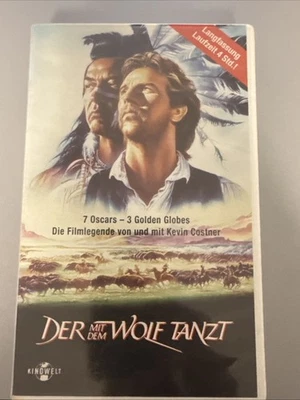 Langfassung
Laufzeit 4 Std.!
7 Oscars – 3 Golden Globes
Die Filmlegende von und mit Kevin Costner
DER MIT DEM WOLF TANZT
KINOWELT